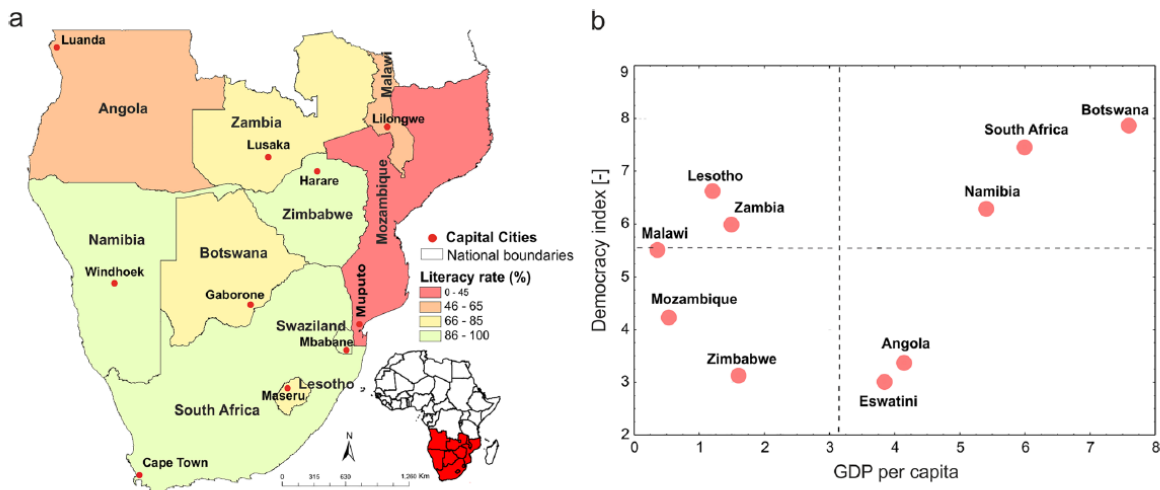 a
Luanda
Angola
Zambia
Lusaka
Malawi
Lilongwe
Harare
Zimbabwe
Mozambique
Namibia
Windhoek
Botswana
Gaborone
Muputo
Swaziland
Mbabane
Lesotho
Maseru
South Africa
Cape Town
Capital Cities
National boundaries
Literacy rate (%)
0 - 45
46 - 65
66 - 85
86 - 100
N
0 315 630 1,260 Km
b
Democracy index [-]
9
8
7
6
5
4
3
2
Botswana
South Africa
Lesotho
Namibia
Zambia
Malawi
Mozambique
Angola
Zimbabwe
Eswatini
0 1 2 3 4 5 6 7 8
GDP per capita